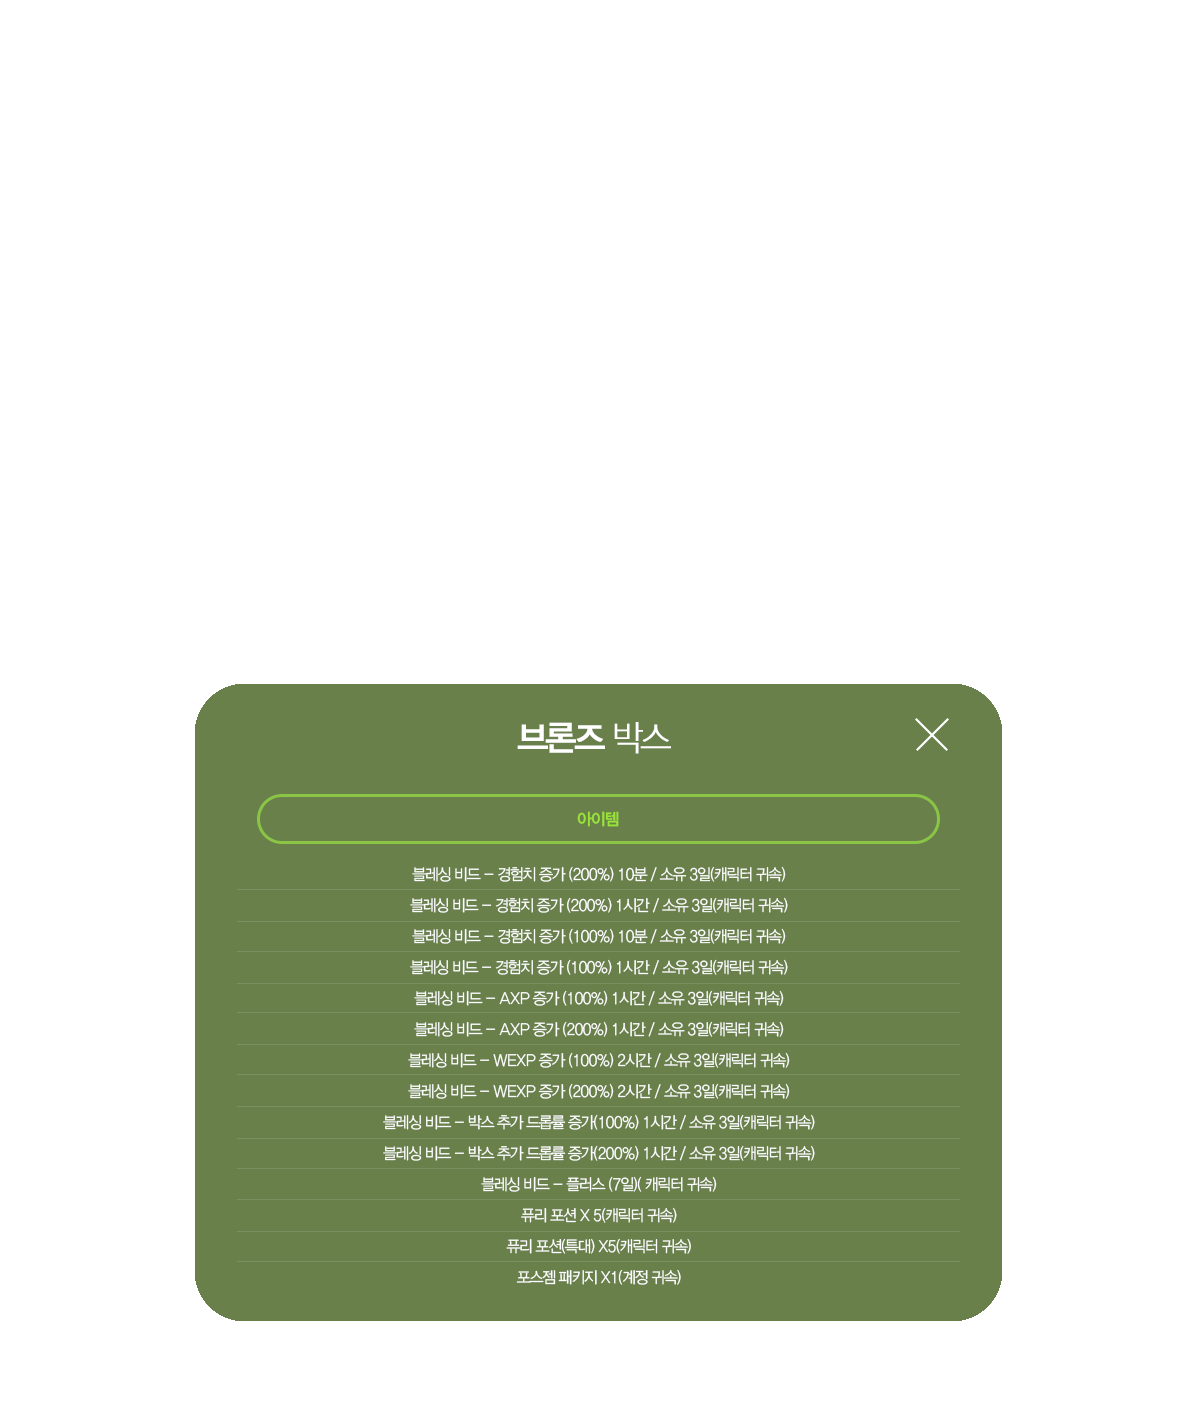 브론즈 박스
아이템
블레싱 비드 - 경험치 증가 (200%) 10분 / 소유 3일(캐릭터 귀속)
블레싱 비드 - 경험치 증가 (200%) 1시간 / 소유 3일(캐릭터 귀속)
블레싱 비드 - 경험치 증가 (100%) 10분 / 소유 3일(캐릭터 귀속)
블레싱 비드 - 경험치 증가 (100%) 1시간 / 소유 3일(캐릭터 귀속)
블레싱 비드 - AXP 증가 (100%) 1시간 / 소유 3일(캐릭터 귀속)
블레싱 비드 - AXP 증가 (200%) 1시간 / 소유 3일(캐릭터 귀속)
블레싱 비드 - WEXP 증가 (100%) 2시간 / 소유 3일(캐릭터 귀속)
블레싱 비드 - WEXP 증가 (200%) 2시간 / 소유 3일(캐릭터 귀속)
블레싱 비드 - 박스 추가 드롭률 증가(100%) 1시간 / 소유 3일(캐릭터 귀속)
블레싱 비드 - 박스 추가 드롭률 증가(200%) 1시간 / 소유 3일(캐릭터 귀속)
블레싱 비드 - 플러스 (7일)( 캐릭터 귀속)
퓨리 포션 X 5(캐릭터 귀속)
퓨리 포션(특대) X5(캐릭터 귀속)
포스젬 패키지 X1(계정 귀속)